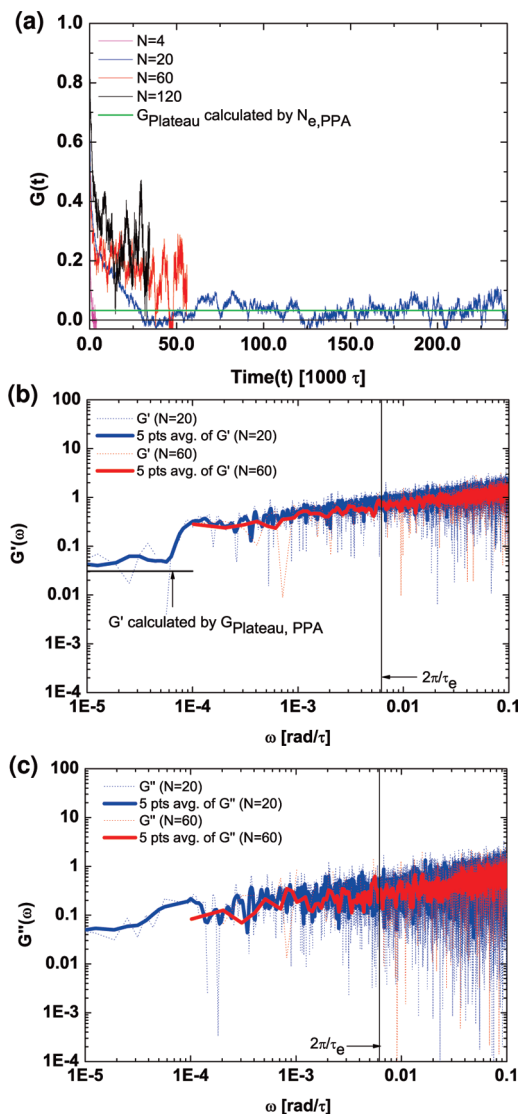 (a)
1.0
0.8
0.6
0.4
0.2
0.0
G(t)
N=4
N=20
N=60
N=120
G Plateau calculated by N e,PPA
0.0 50.0 100.0 150.0 200.0
Time(t) [1000 τ]
(b)
100
10
1
0.1
0.01
1E-3
1E-4
G'(ω)
G' (N=20)
5 pts avg. of G' (N=20)
G' (N=60)
5 pts avg. of G' (N=60)
G' calculated by G Plateau, PPA
2π/τe
1E-5 1E-4 1E-3 0.01 0.1
ω [rad/τ]
(c)
100
10
1
0.1
0.01
1E-3
1E-4
G"(ω)
G" (N=20)
5 pts avg. of G" (N=20)
G" (N=60)
5 pts avg. of G" (N=60)
2π/τe
1E-5 1E-4 1E-3 0.01 0.1
ω [rad/τ]